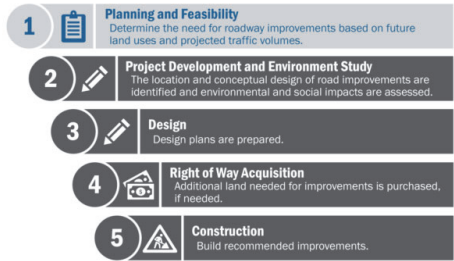 1
Planning and Feasibility
Determine the need for roadway improvements based on future
land uses and projected traffic volumes.
2
Project Development and Environment Study
The location and conceptual design of road improvements are
identified and environmental and social impacts are assessed.
3
Design
Design plans are prepared.
4
Right of Way Acquisition
Additional land needed for improvements is purchased,
if needed.
5
Construction
Build recommended improvements.